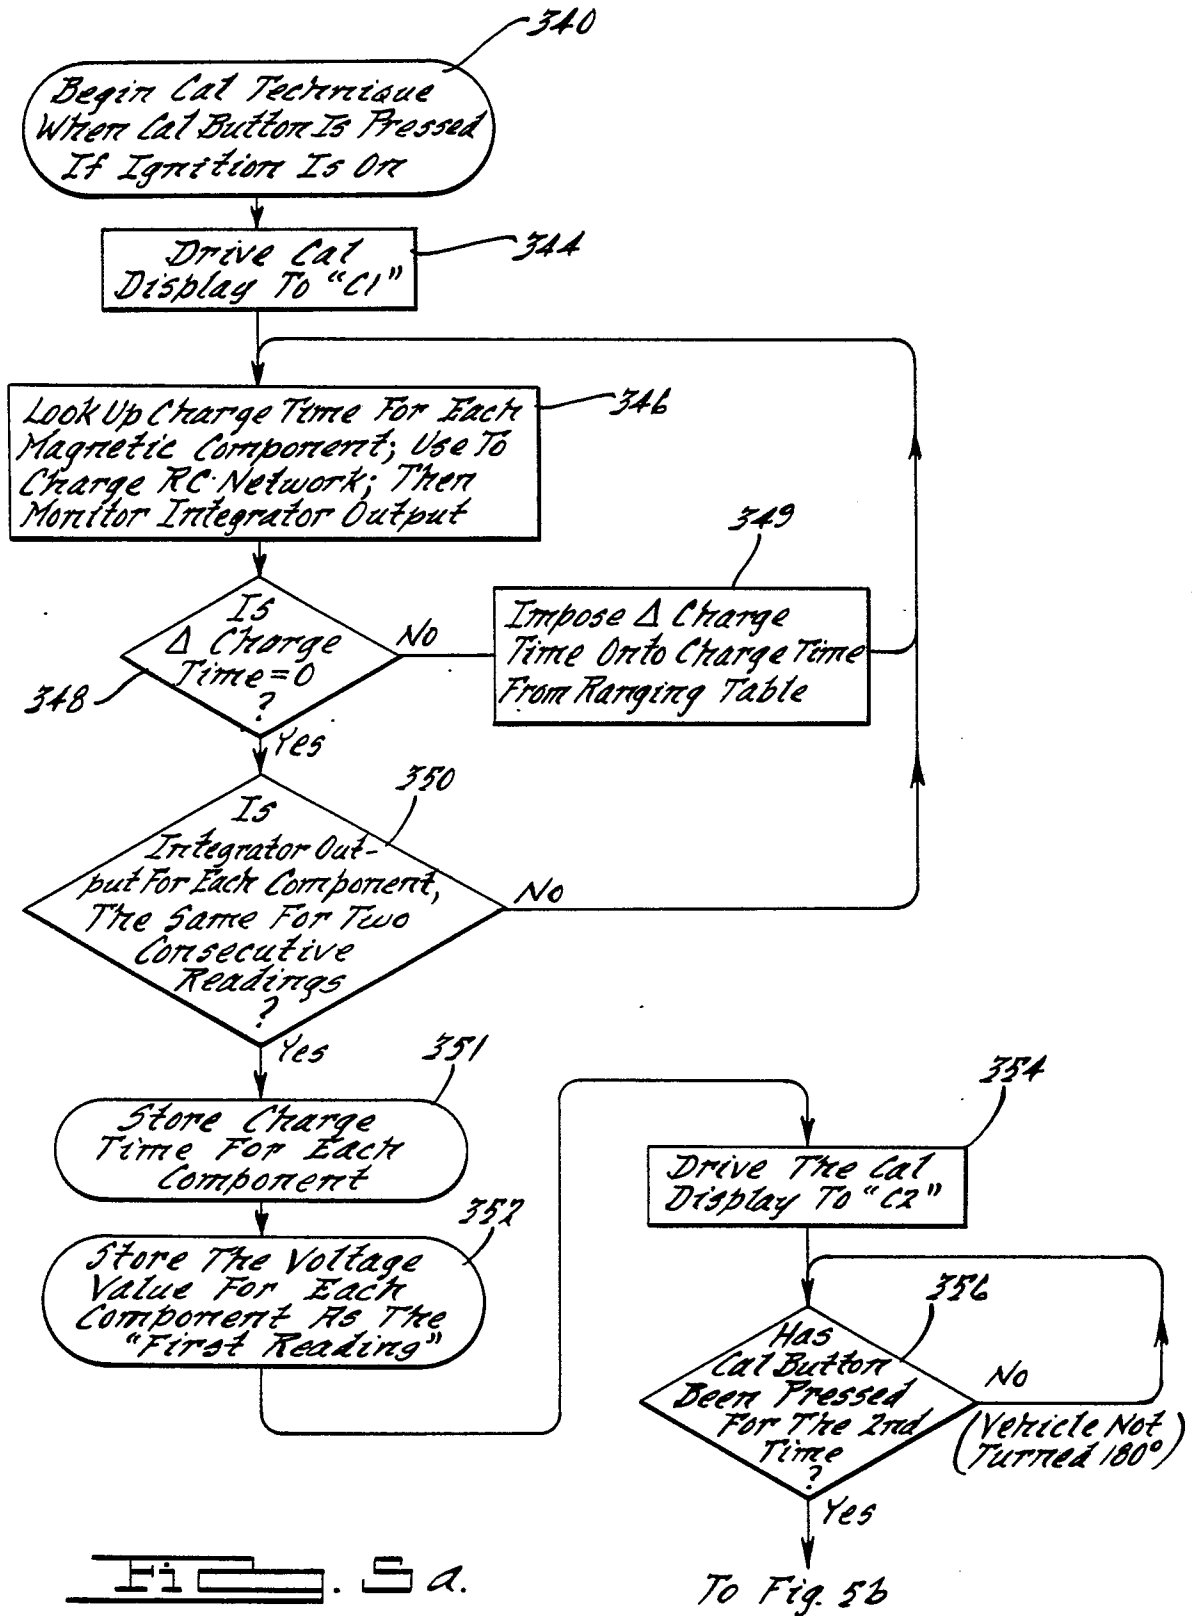 340
Begin Cal Technique
When Cal Button Is Pressed
If Ignition Is On
344
Drive Cal
Display To "C1"
346
Look Up Charge Time For Each
Magnetic Component; Use To
Charge RC Network; Then
Monitor Integrator Output
348
Is
Δ Charge
Time=0
?
No
Yes
349
Impose Δ Charge
Time Onto Charge Time
From Ranging Table
350
Is
Integrator Out-
put For Each Component,
The Same For Two
Consecutive
Readings
?
No
Yes
351
Store Charge
Time For Each
Component
352
Store The Voltage
Value For Each
Component As The
"First Reading"
354
Drive The Cal
Display To "C2"
356
Has
Cal Button
Been Pressed
For The 2nd
Time
?
No
(Vehicle Not
Turned 180°)
Yes
To Fig. 5b
Fig. 5a.